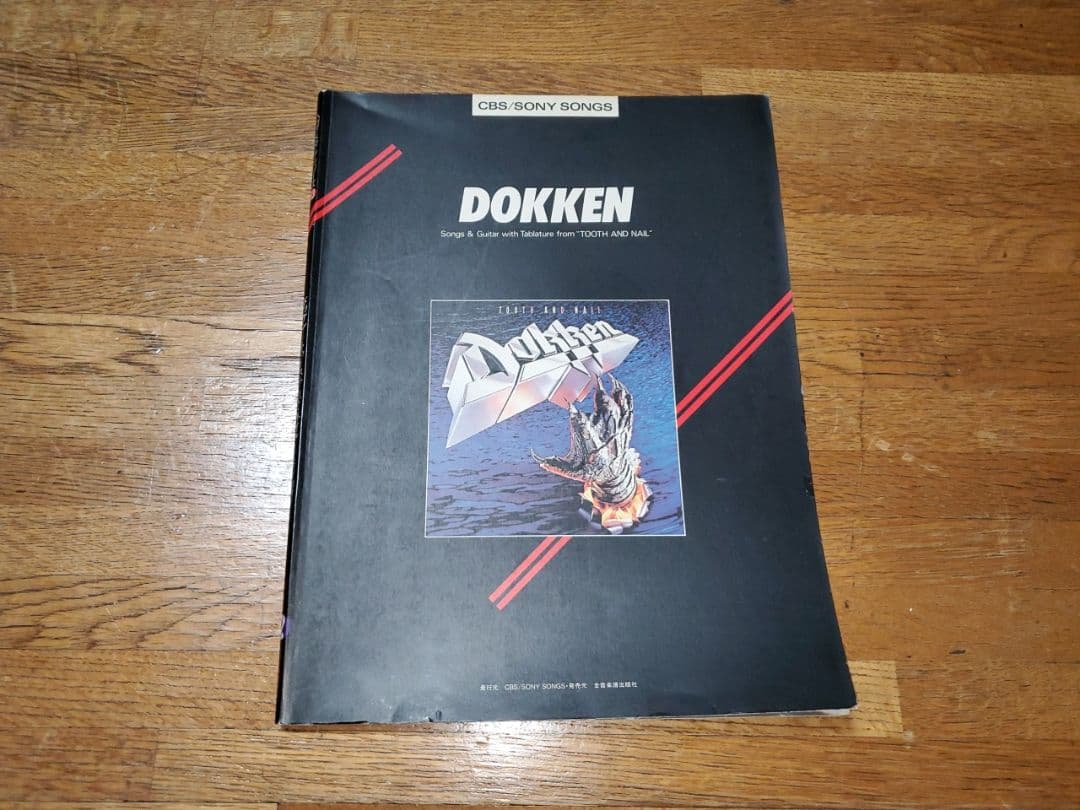 CBS/SONY SONGS
DOKKEN
Songs & Guitar with Tablature from "TOOTH AND NAIL"
TOOTH AND NAIL
Dokken
発行元 CBS/SONY SONGS・発売元 全音楽譜出版社